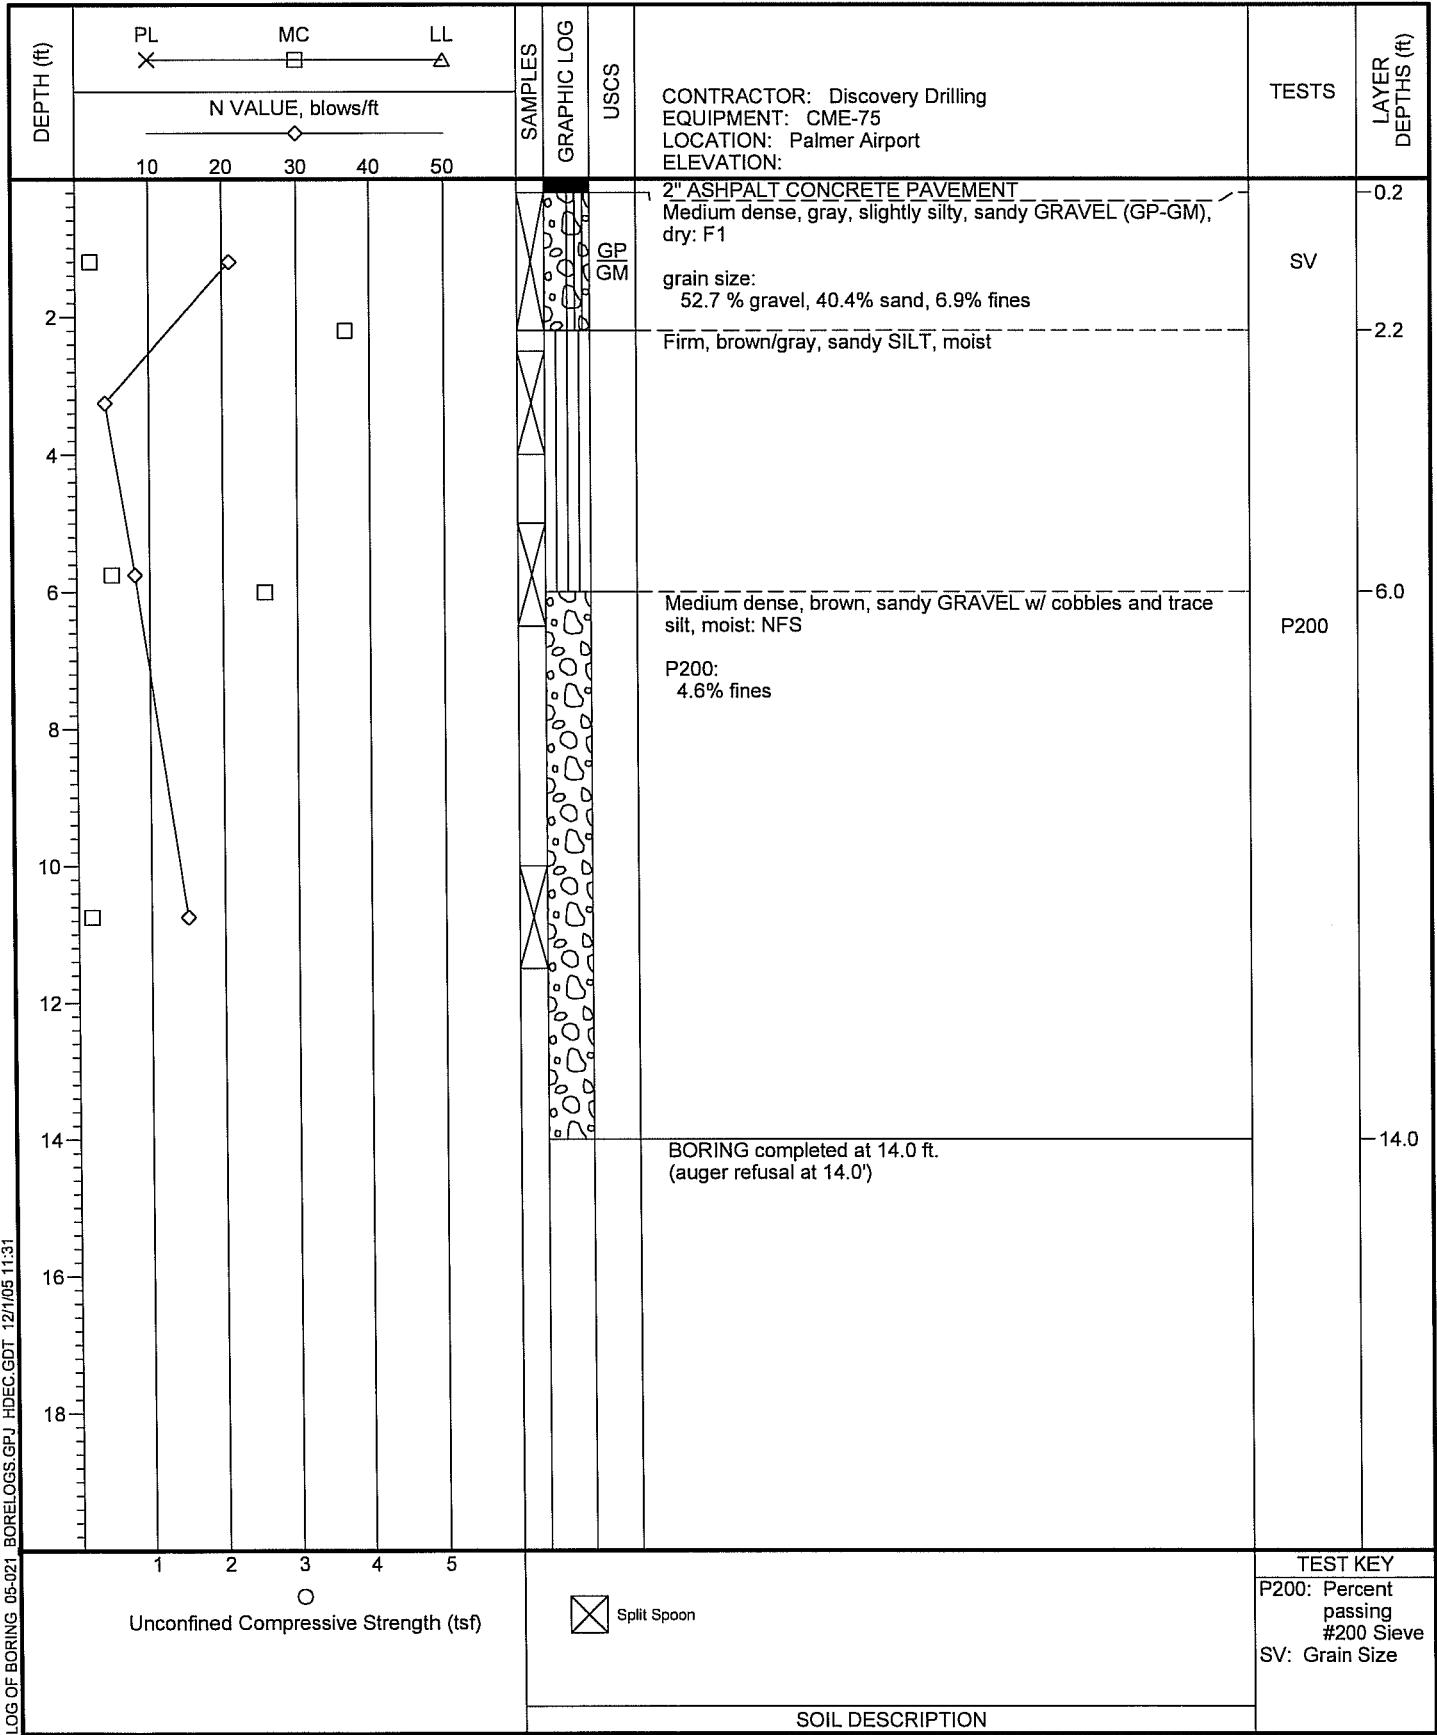 DEPTH (ft)
PL MC LL
N VALUE, blows/ft
10 20 30 40 50
SAMPLES
GRAPHIC LOG
USCS
CONTRACTOR: Discovery Drilling
EQUIPMENT: CME-75
LOCATION: Palmer Airport
ELEVATION:
TESTS
LAYER
DEPTHS (ft)
2" ASHPALT CONCRETE PAVEMENT
0.2
Medium dense, gray, slightly silty, sandy GRAVEL (GP-GM),
dry: F1
GP
GM
SV
grain size:
52.7 % gravel, 40.4% sand, 6.9% fines
2
2.2
Firm, brown/gray, sandy SILT, moist
4
6
6.0
Medium dense, brown, sandy GRAVEL w/ cobbles and trace
silt, moist: NFS
P200
P200:
4.6% fines
8
10
12
14
14.0
BORING completed at 14.0 ft.
(auger refusal at 14.0')
16
18
1 2 3 4 5
Unconfined Compressive Strength (tsf)
Split Spoon
TEST KEY
P200: Percent
passing
#200 Sieve
SV: Grain Size
SOIL DESCRIPTION
LOG OF BORING 05-021 BORELOGS.GPJ HDEC.GDT 12/1/05 11:31